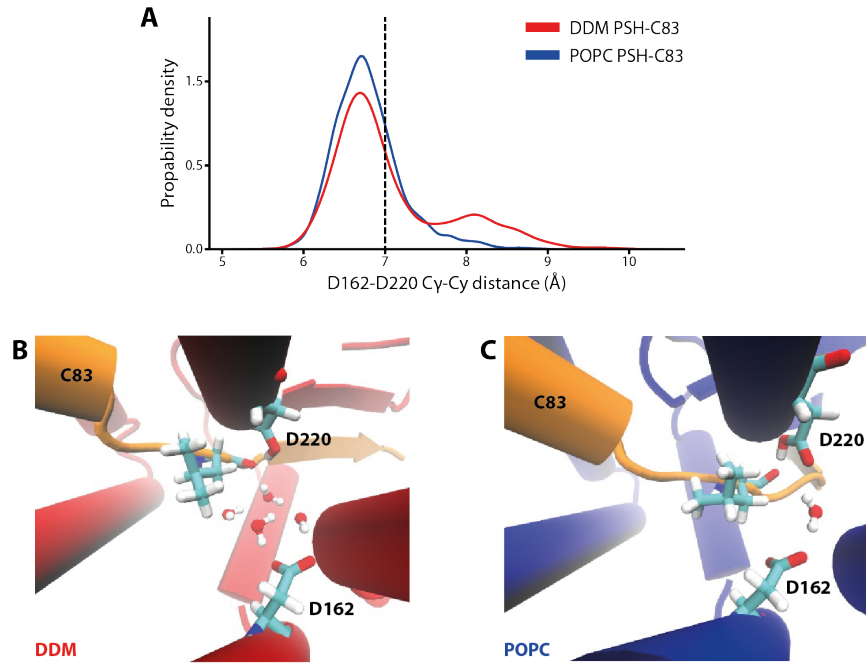 A
DDM PSH-C83
POPC PSH-C83
Propability density
1.5
0.5
0.0
5 6 7 8 9 10
D162-D220 Cγ-Cy distance (Å)
B
C83
D220
D162
DDM
C
C83
D220
D162
POPC